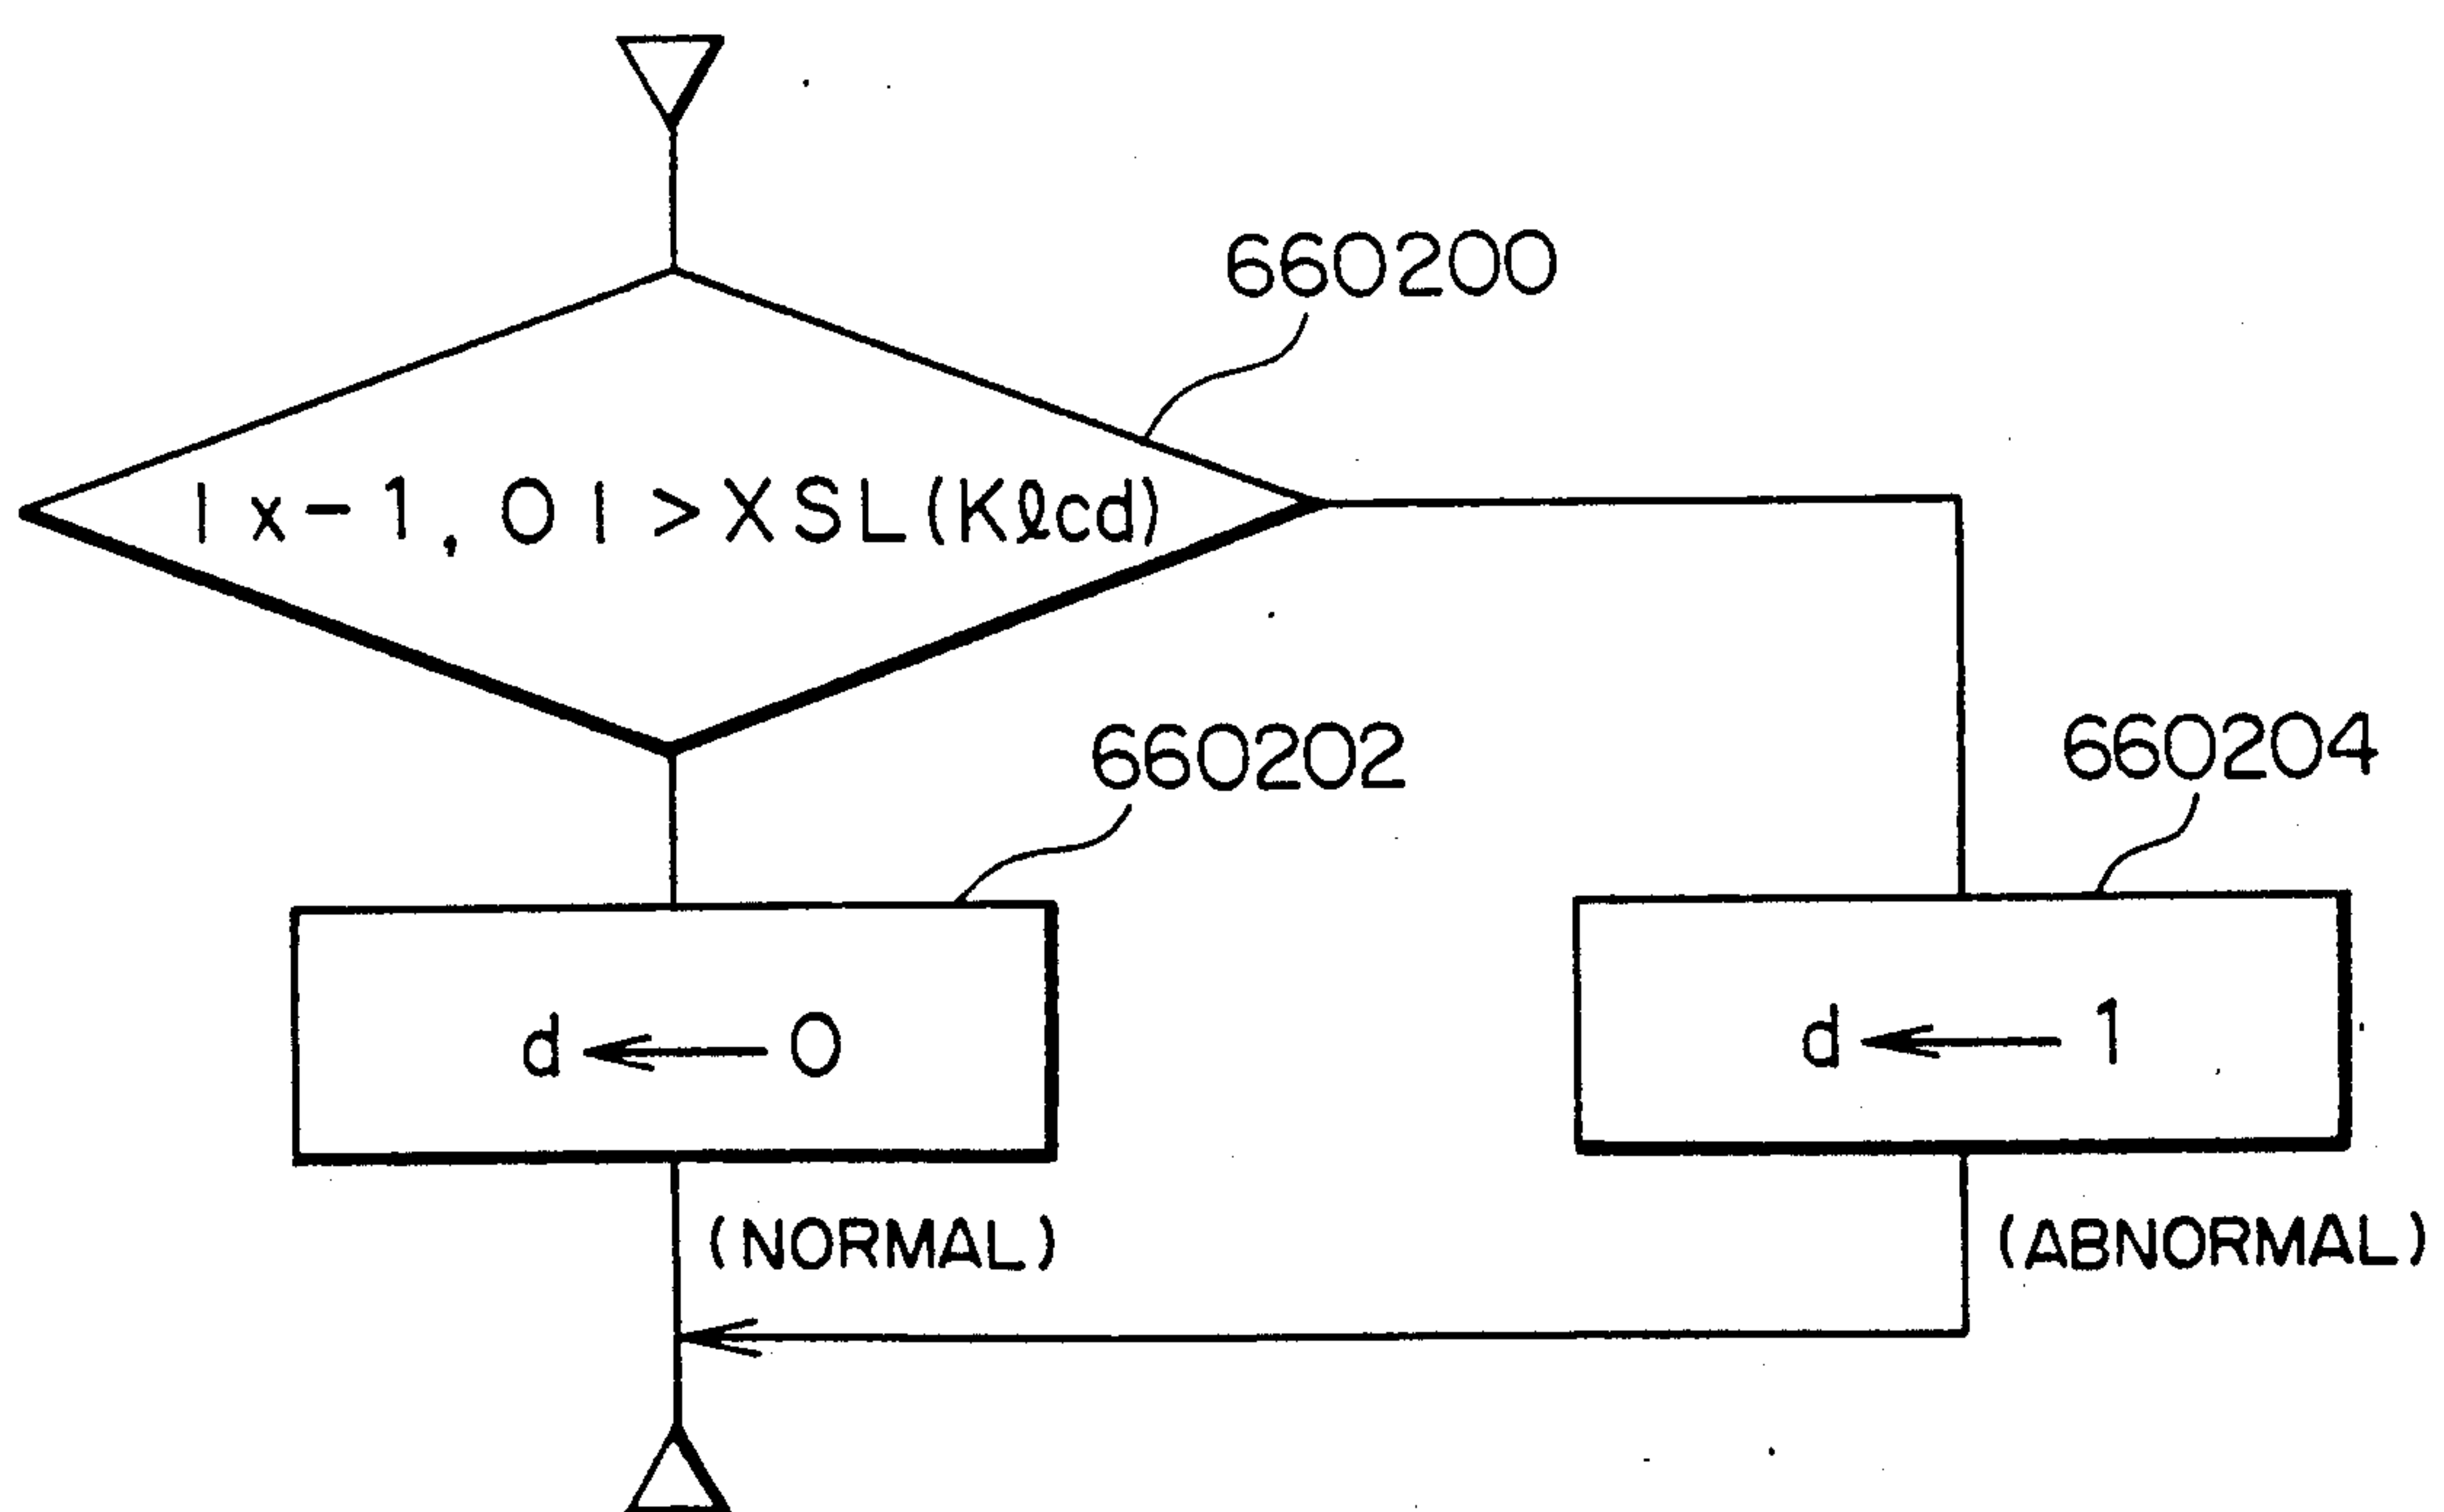 660200
| x-1, 0 | > XSL(Kℓcd)
660202
660204
d ← 0
d ← 1
(NORMAL)
(ABNORMAL)